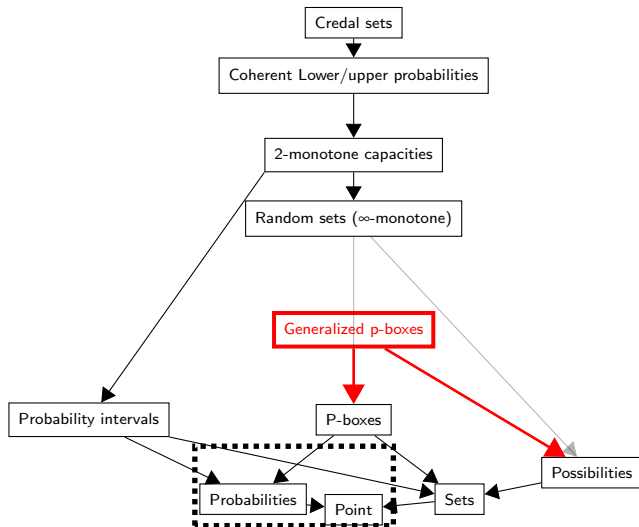 Credal sets
Coherent Lower/upper probabilities
2-monotone capacities
Random sets (∞-monotone)
Generalized p-boxes
Probability intervals
P-boxes
Possibilities
Probabilities
Point
Sets